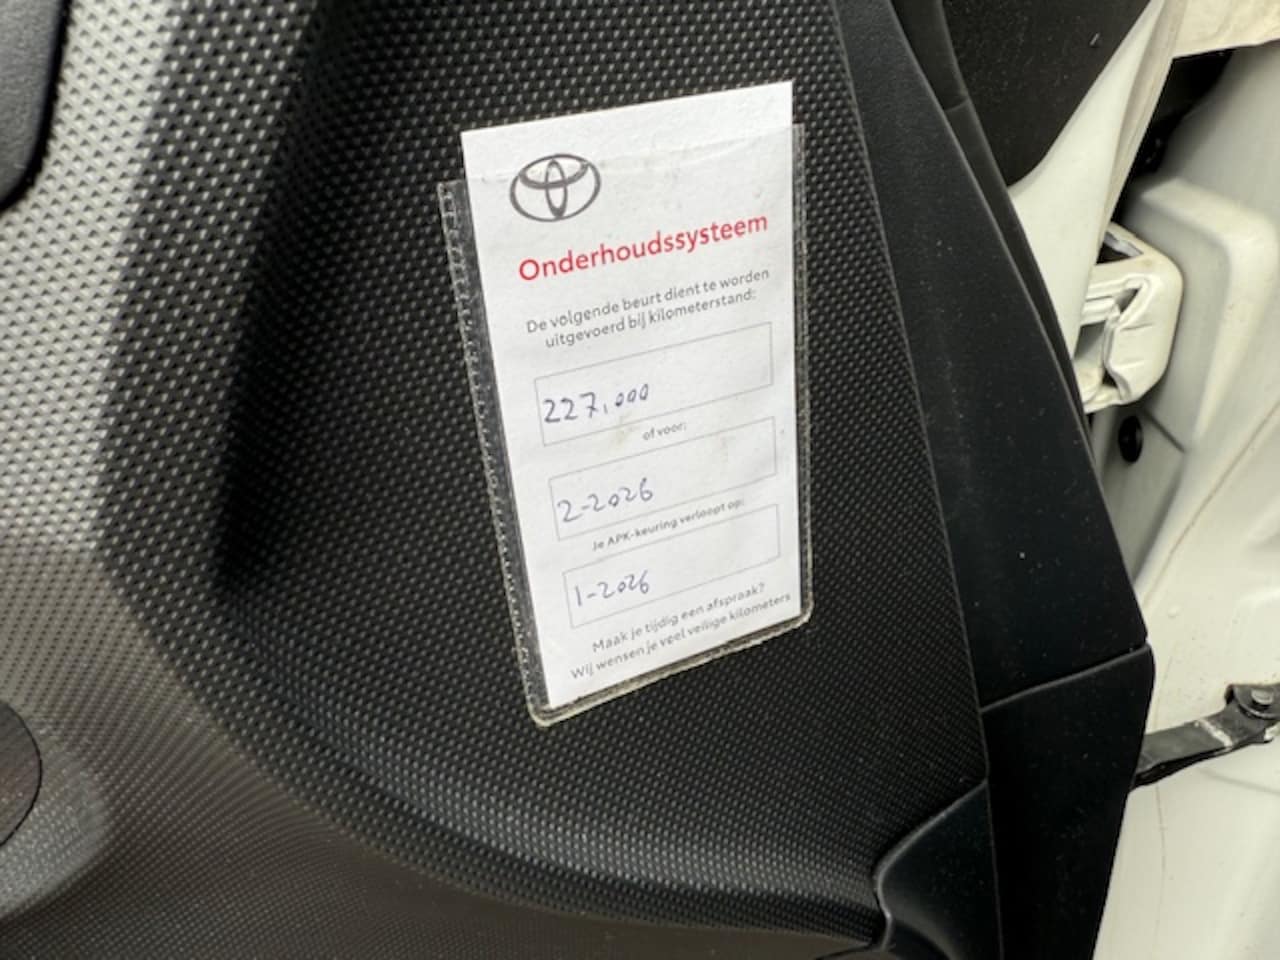 Onderhoudssysteem
De volgende beurt dient te worden
uitgevoerd bij kilometerstand:
227.000
of voor:
2-2026
Je APK-keuring verloopt op:
1-2026
Maak je tijdig een afspraak?
Wij wensen je veel veilige kilometers